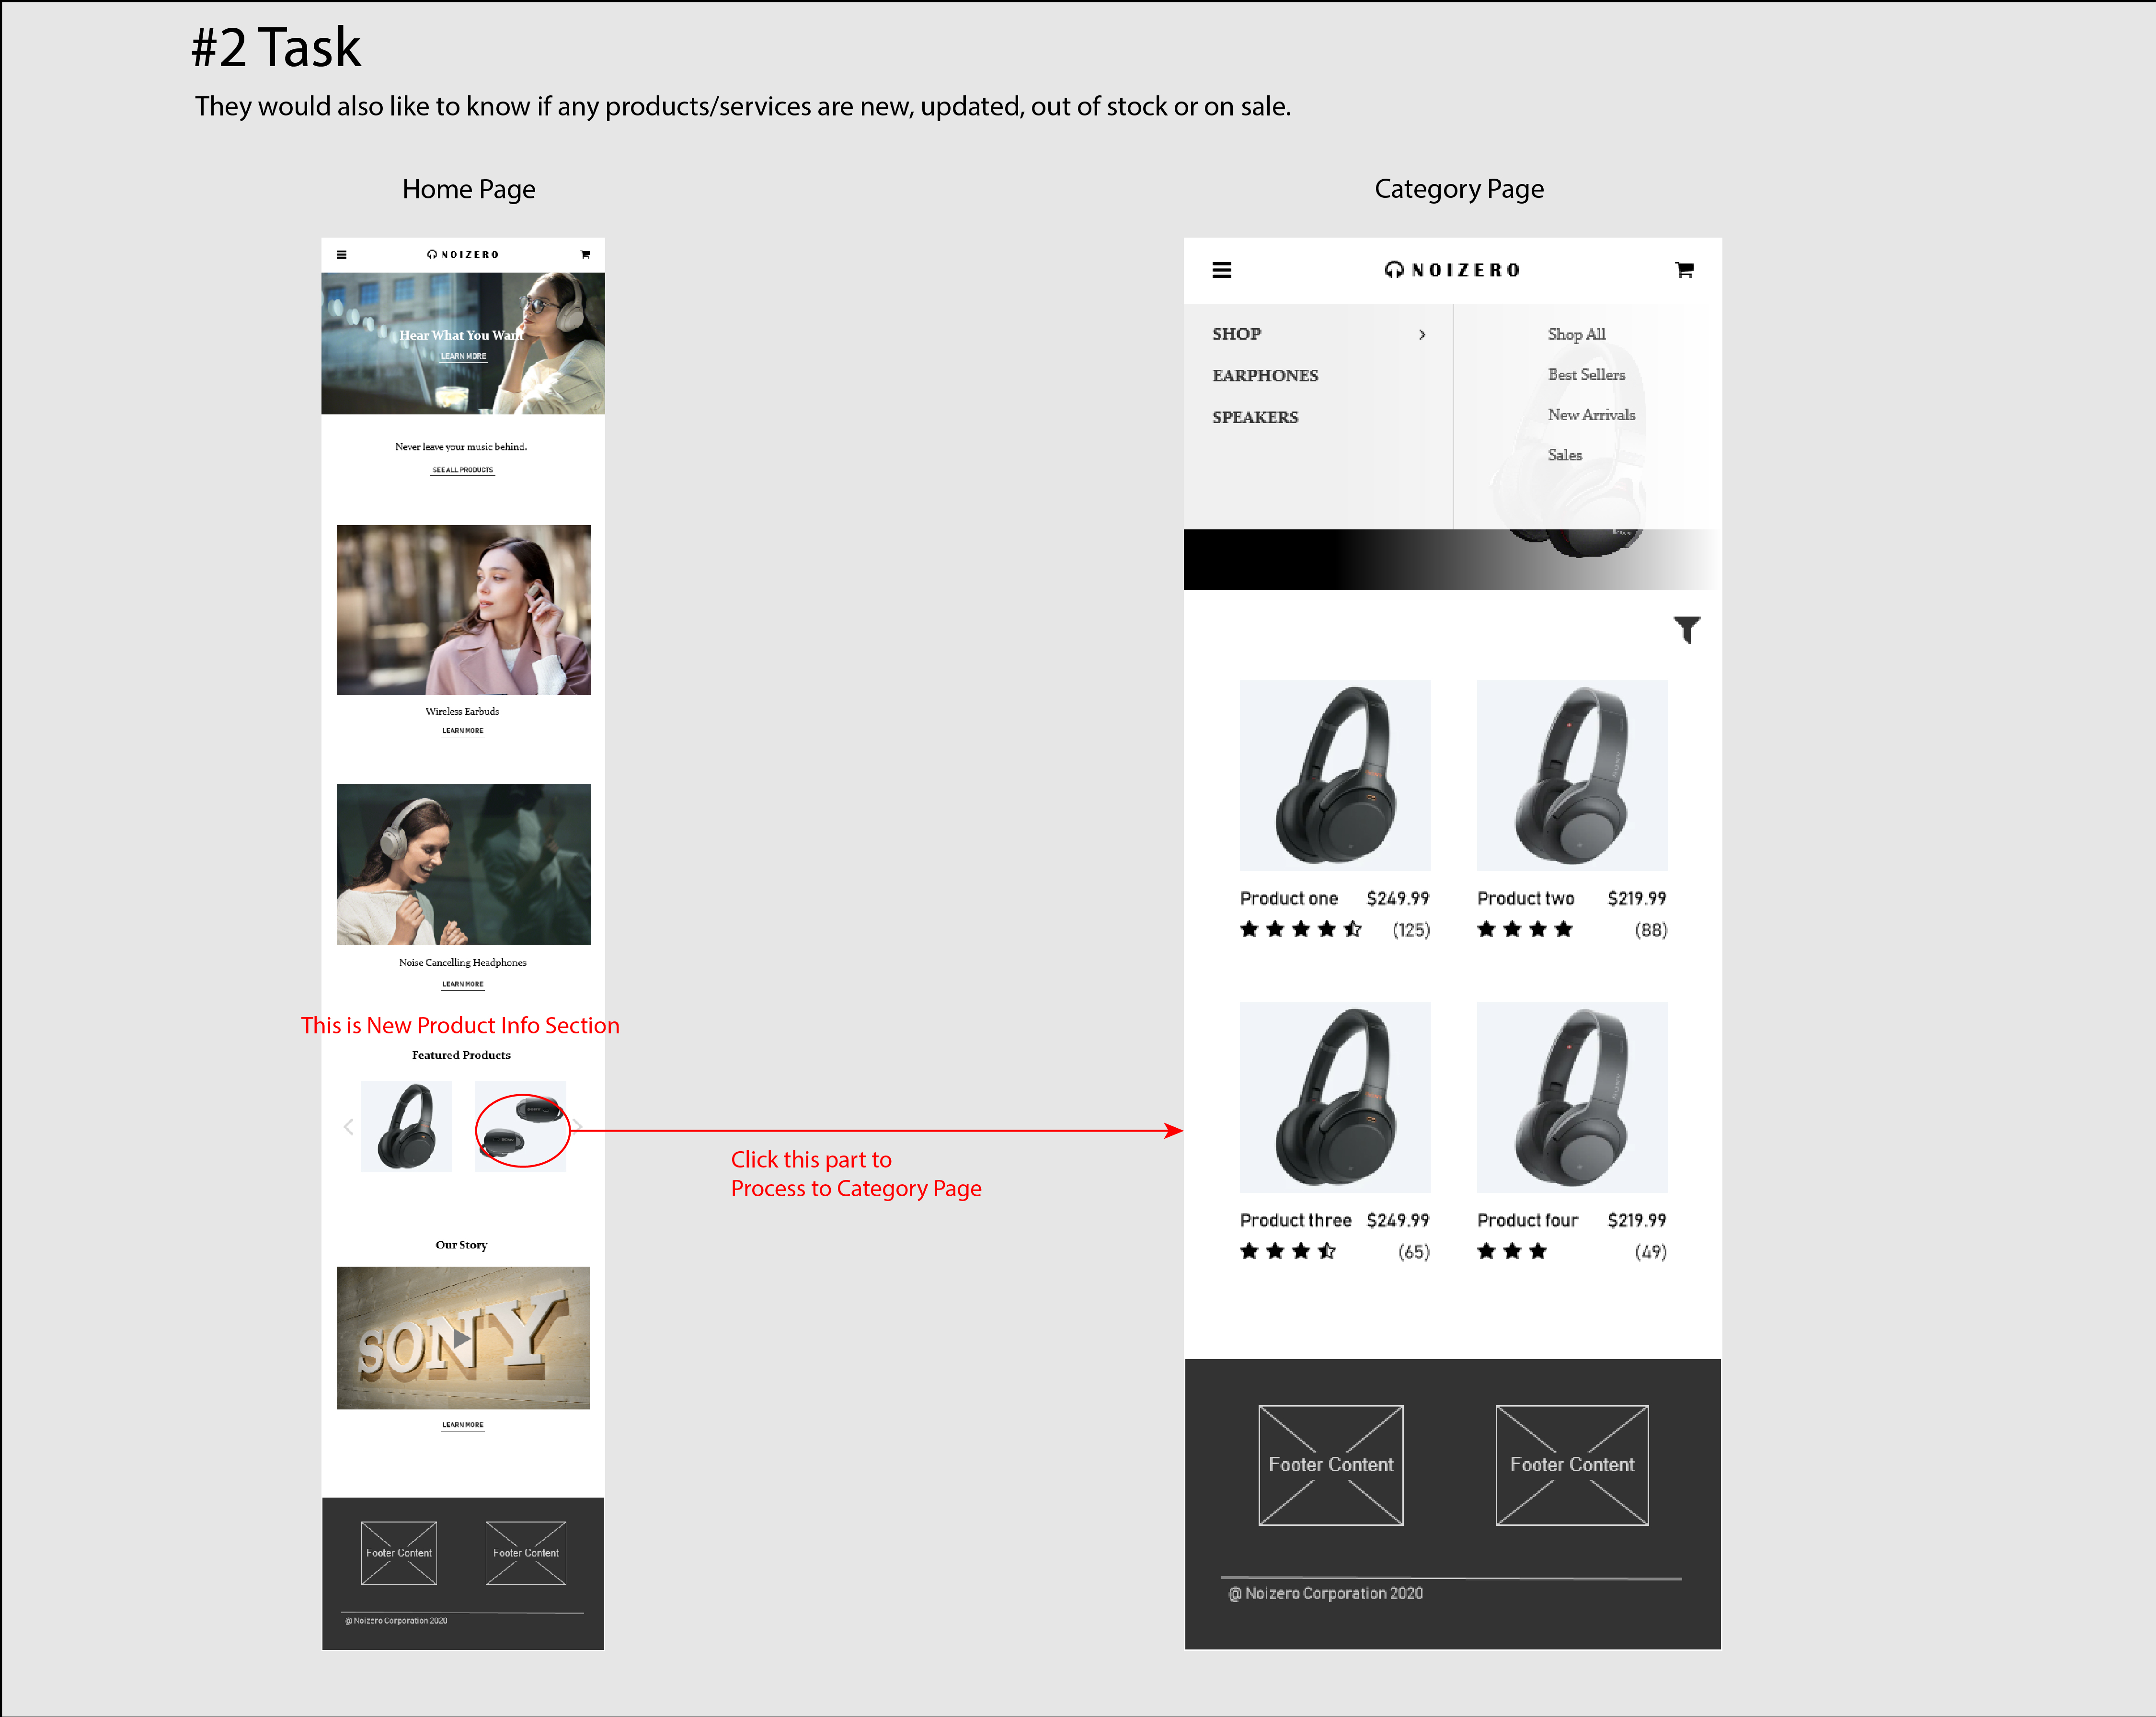 #2 Task
They would also like to know if any products/services are new, updated, out of stock or on sale.
Home Page
NOIZERO
Hear What You Want
LEARN MORE
Never leave your music behind.
SEE ALL PRODUCTS
Wireless Earbuds
LEARN MORE
Noise Cancelling Headphones
LEARN MORE
This is New Product Info Section
Featured Products
Click this part to
Process to Category Page
Our Story
SONY
LEARN MORE
Footer Content
Footer Content
@ Noizero Corporation 2020
Category Page
NOIZERO
SHOP
EARPHONES
SPEAKERS
Shop All
Best Sellers
New Arrivals
Sales
Product one $249.99
(125)
Product two $219.99
(88)
Product three $249.99
(65)
Product four $219.99
(49)
Footer Content
Footer Content
@ Noizero Corporation 2020